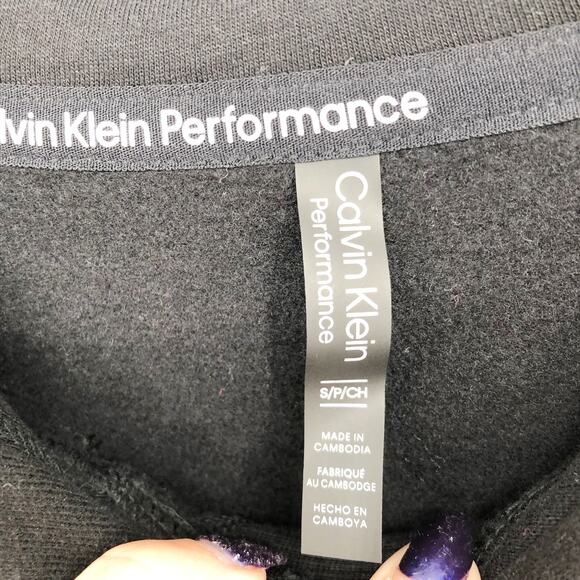 lvin Klein Performance
Calvin Klein
Performance
S/P/CH
MADE IN
CAMBODIA
FABRIQUÉ
AU CAMBODGE
HECHO EN
CAMBOYA